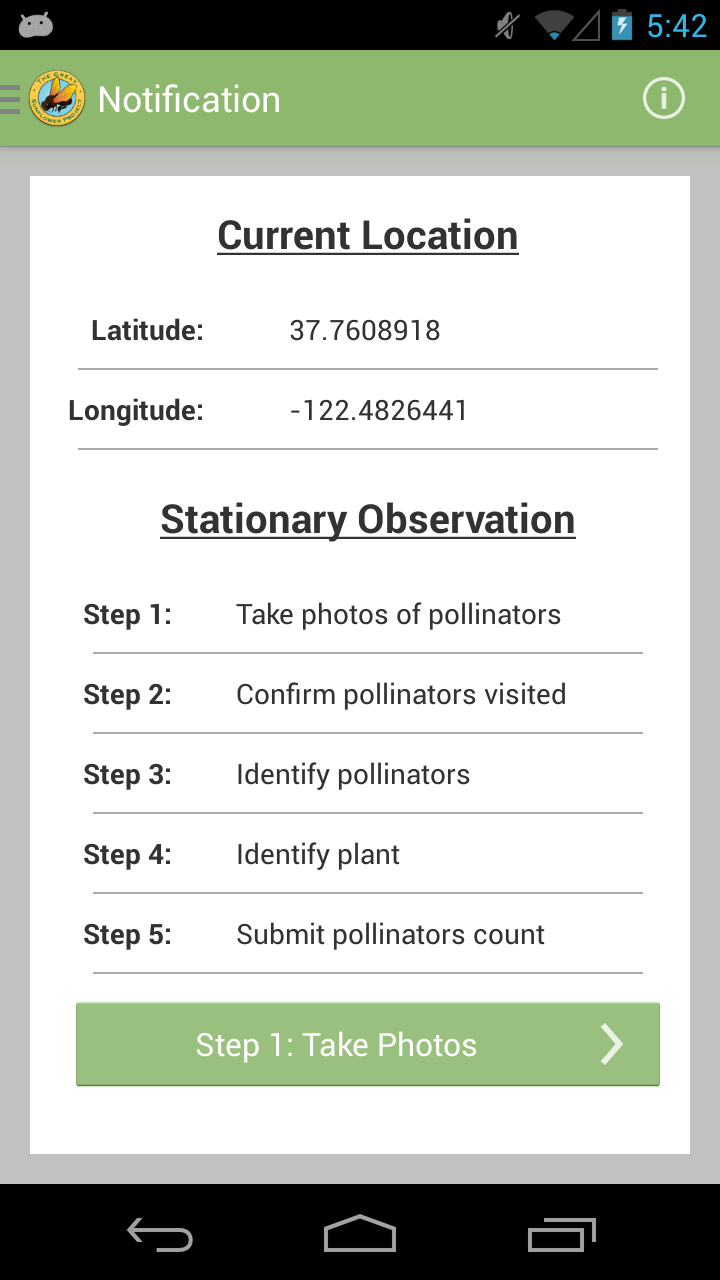 5:42
THE GREAT SUNFLOWER PROJECT
Notification
Current Location
Latitude: 37.7608918
Longitude: -122.4826441
Stationary Observation
Step 1: Take photos of pollinators
Step 2: Confirm pollinators visited
Step 3: Identify pollinators
Step 4: Identify plant
Step 5: Submit pollinators count
Step 1: Take Photos